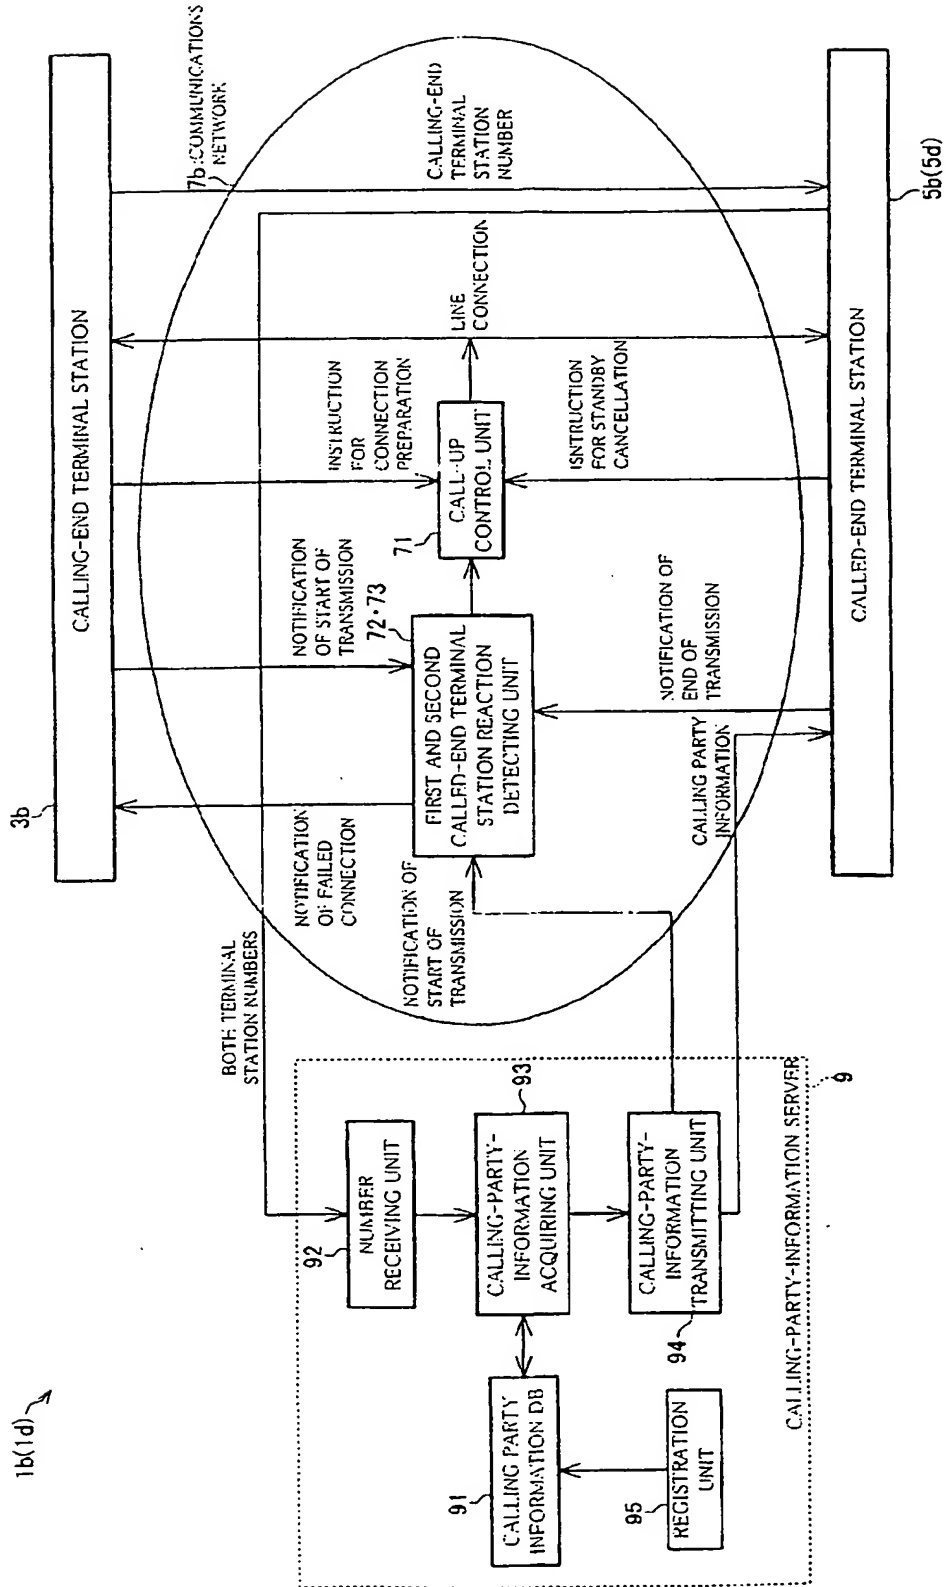 1b(1d)
3b
CALLING-END TERMINAL STATION
7b:COMMUNICATIONS
NETWORK
BOTH TERMINAL
STATION NUMBERS
NOTIFICATION
OF FAILED
CONNECTION
NOTIFICATION
OF START OF
TRANSMISSION
INSTRUCTION
FOR
CONNECTION
PREPARATION
CALLING-END
TERMINAL
STATION
NUMBER
NOTIFICATION OF
START OF
TRANSMISSION
72·73
FIRST AND SECOND
CALLED-END TERMINAL
STATION REACTION
DETECTING UNIT
71
CALL-UP
CONTROL UNIT
LINE
CONNECTION
ISNTRUCTION
FOR STANDBY
CANCELLATION
NOTIFICATION OF
END OF
TRANSMISSION
CALLING PARTY
INFORMATION
CALLED-END TERMINAL STATION
5b(5d)
92
NUMBER
RECEIVING UNIT
93
CALLING-PARTY-
INFORMATION
ACQUIRING UNIT
91
CALLING PARTY
INFORMATION DB
94
CALLING-PARTY-
INFORMATION
TRANSMITTING UNIT
95
REGISTRATION
UNIT
CALLING-PARTY-INFORMATION SERVER
9